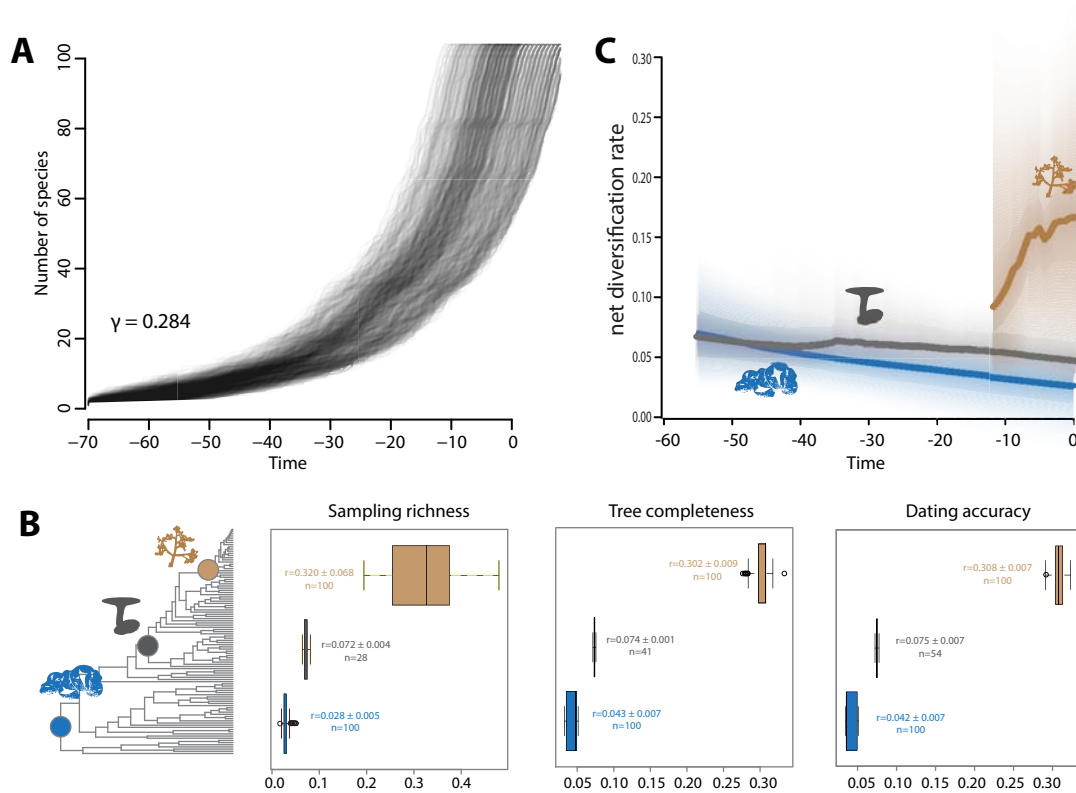 A
Number of species
0
20
40
60
80
100
γ = 0.284
−70
−60
−50
−40
−30
−20
−10
0
Time
C
net diversification rate
0.30
0.25
0.20
0.15
0.10
0.05
0.00
-60
-50
-40
-30
-20
-10
0
Time
B
Sampling richness
r=0.320 ± 0.068
n=100
r=0.072 ± 0.004
n=28
r=0.028 ± 0.005
n=100
0.0
0.1
0.2
0.3
0.4
Tree completeness
r=0.302 ± 0.009
n=100
r=0.074 ± 0.001
n=41
r=0.043 ± 0.007
n=100
0.05
0.10
0.15
0.20
0.25
0.30
Dating accuracy
r=0.308 ± 0.007
n=100
r=0.075 ± 0.007
n=54
r=0.042 ± 0.007
n=100
0.05
0.10
0.15
0.20
0.25
0.30